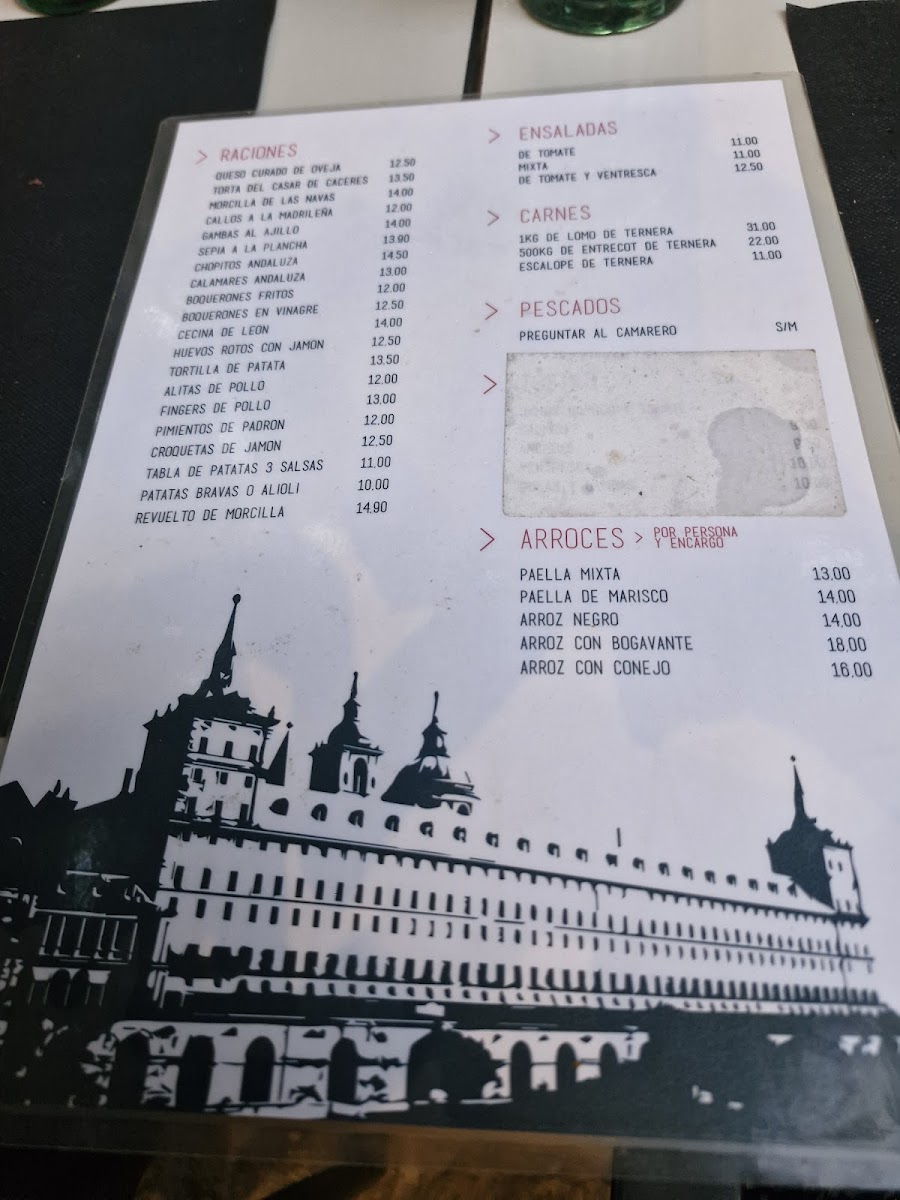 > RACIONES
QUESO CURADO DE OVEJA 12.50
TORTA DEL CASAR DE CACERES 13.50
MORCILLA DE LAS NAVAS 14.00
CALLOS A LA MADRILEÑA 12.00
GAMBAS AL AJILLO 14.00
SEPIA A LA PLANCHA 13.90
CHOPITOS ANDALUZA 14.50
CALAMARES ANDALUZA 13.00
BOQUERONES FRITOS 12.00
BOQUERONES EN VINAGRE 12.50
CECINA DE LEON 14.00
HUEVOS ROTOS CON JAMON 12.50
TORTILLA DE PATATA 13.50
ALITAS DE POLLO 12.00
FINGERS DE POLLO 13.00
PIMIENTOS DE PADRON 12.00
CROQUETAS DE JAMON 12.50
TABLA DE PATATAS 3 SALSAS 11.00
PATATAS BRAVAS O ALIOLI 10.00
REVUELTO DE MORCILLA 14.90
> ENSALADAS
DE TOMATE 11.00
MIXTA 11.00
DE TOMATE Y VENTRESCA 12.50
> CARNES
1KG DE LOMO DE TERNERA 31.00
500KG DE ENTRECOT DE TERNERA 22.00
ESCALOPE DE TERNERA 11.00
> PESCADOS
PREGUNTAR AL CAMARERO S/M
>
> ARROCES > POR PERSONA
Y ENCARGO
PAELLA MIXTA 13.00
PAELLA DE MARISCO 14.00
ARROZ NEGRO 14.00
ARROZ CON BOGAVANTE 18.00
ARROZ CON CONEJO 16.00